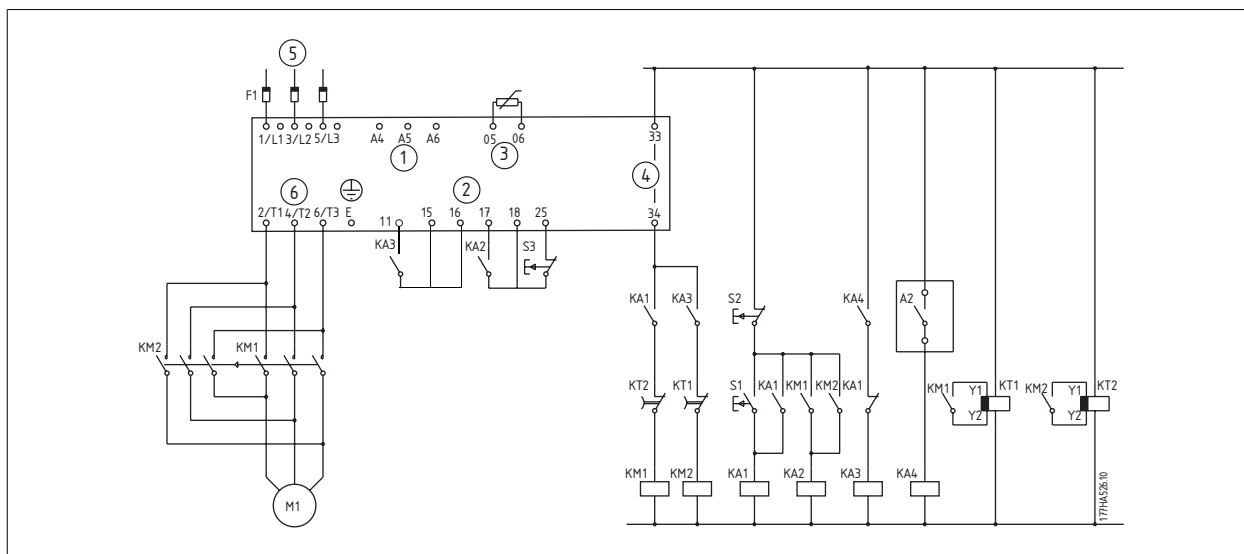 5
F1
1/L1 3/L2 5/L3 A4 A5 A6 05 06 33
1 3
4
6 2
2/T1 4/T2 6/T3 E 11 15 16 17 18 25 34
KA3 KA2 S3
KA1 KA3 S2 KA4 A2
KM2 KM1
KT2 KT1 S1 KA1 KM1 KM2 KA1 KM1 Y1 KT1 KM2 Y1 KT2
Y2 Y2
KM1 KM2 KA1 KA2 KA3 KA4
M1
177HA526.10